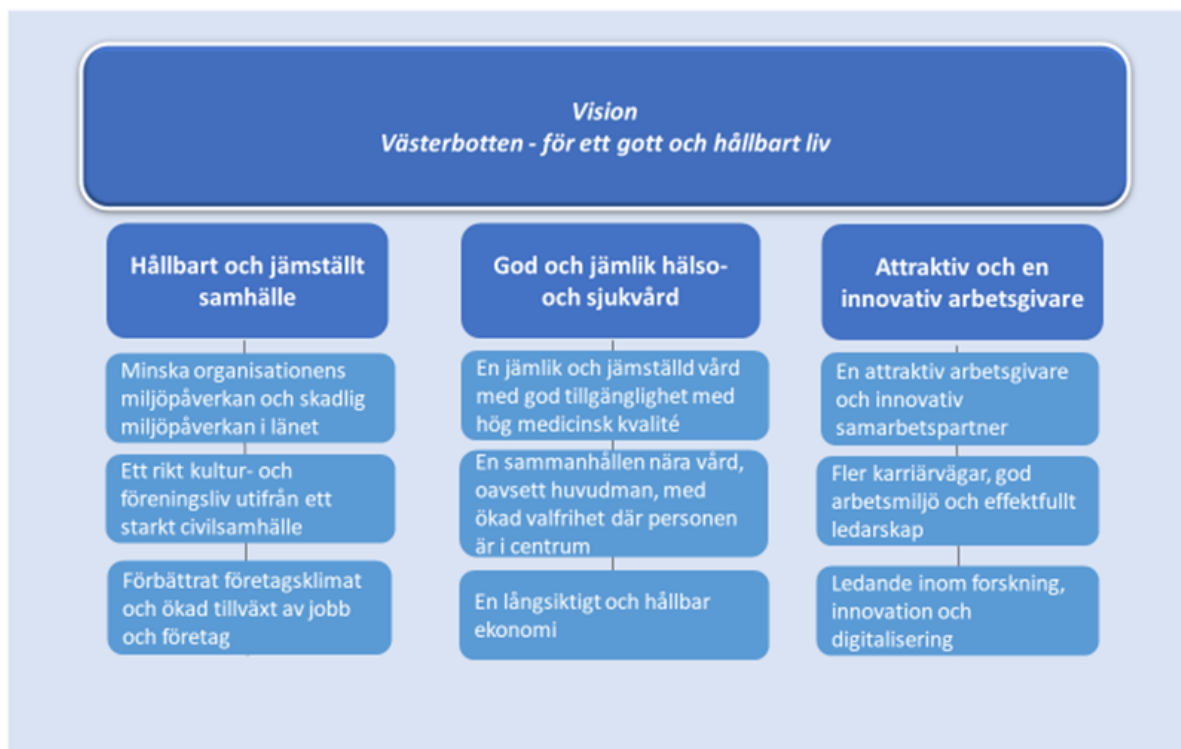 Vision
Västerbotten - för ett gott och hållbart liv
Hållbart och jämställt
samhälle
Minska organisationens
miljöpåverkan och skadlig
miljöpåverkan i länet
Ett rikt kultur- och
föreningsliv utifrån ett
starkt civilsamhälle
Förbättrat företagsklimat
och ökad tillväxt av jobb
och företag
God och jämlik hälso-
och sjukvård
En jämlik och jämställd vård
med god tillgänglighet med
hög medicinsk kvalité
En sammanhållen nära vård,
oavsett huvudman, med
ökad valfrihet där personen
är i centrum
En långsiktigt och hållbar
ekonomi
Attraktiv och en
innovativ arbetsgivare
En attraktiv arbetsgivare
och innovativ
samarbetspartner
Fler karriärvägar, god
arbetsmiljö och effektfullt
ledarskap
Ledande inom forskning,
innovation och
digitalisering